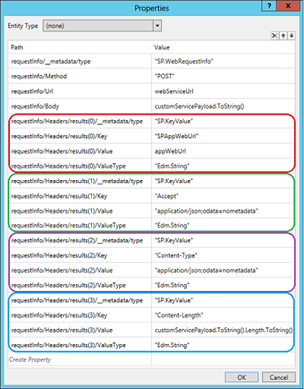 Properties
Entity Type (none)
Path Value
requestInfo/__metadata/type "SP.WebRequestInfo"
requestInfo/Method "POST"
requestInfo/Url webServiceUrl
requestInfo/Body customServicePayload.ToString()
requestInfo/Headers/results(0)/__metadata/type "SP.KeyValue"
requestInfo/Headers/results(0)/Key "SPAppWebUrl"
requestInfo/Headers/results(0)/Value appWebUrl
requestInfo/Headers/results(0)/ValueType "Edm.String"
requestInfo/Headers/results(1)/__metadata/type "SP.KeyValue"
requestInfo/Headers/results(1)/Key "Accept"
requestInfo/Headers/results(1)/Value "application/json;odata=nometadata"
requestInfo/Headers/results(1)/ValueType "Edm.String"
requestInfo/Headers/results(2)/__metadata/type "SP.KeyValue"
requestInfo/Headers/results(2)/Key "Content-Type"
requestInfo/Headers/results(2)/Value "application/json;odata=nometadata"
requestInfo/Headers/results(2)/ValueType "Edm.String"
requestInfo/Headers/results(3)/__metadata/type "SP.KeyValue"
requestInfo/Headers/results(3)/Key "Content-Length"
requestInfo/Headers/results(3)/Value customServicePayload.ToString().Length.ToString()
requestInfo/Headers/results(3)/ValueType "Edm.String"
Create Property
OK Cancel